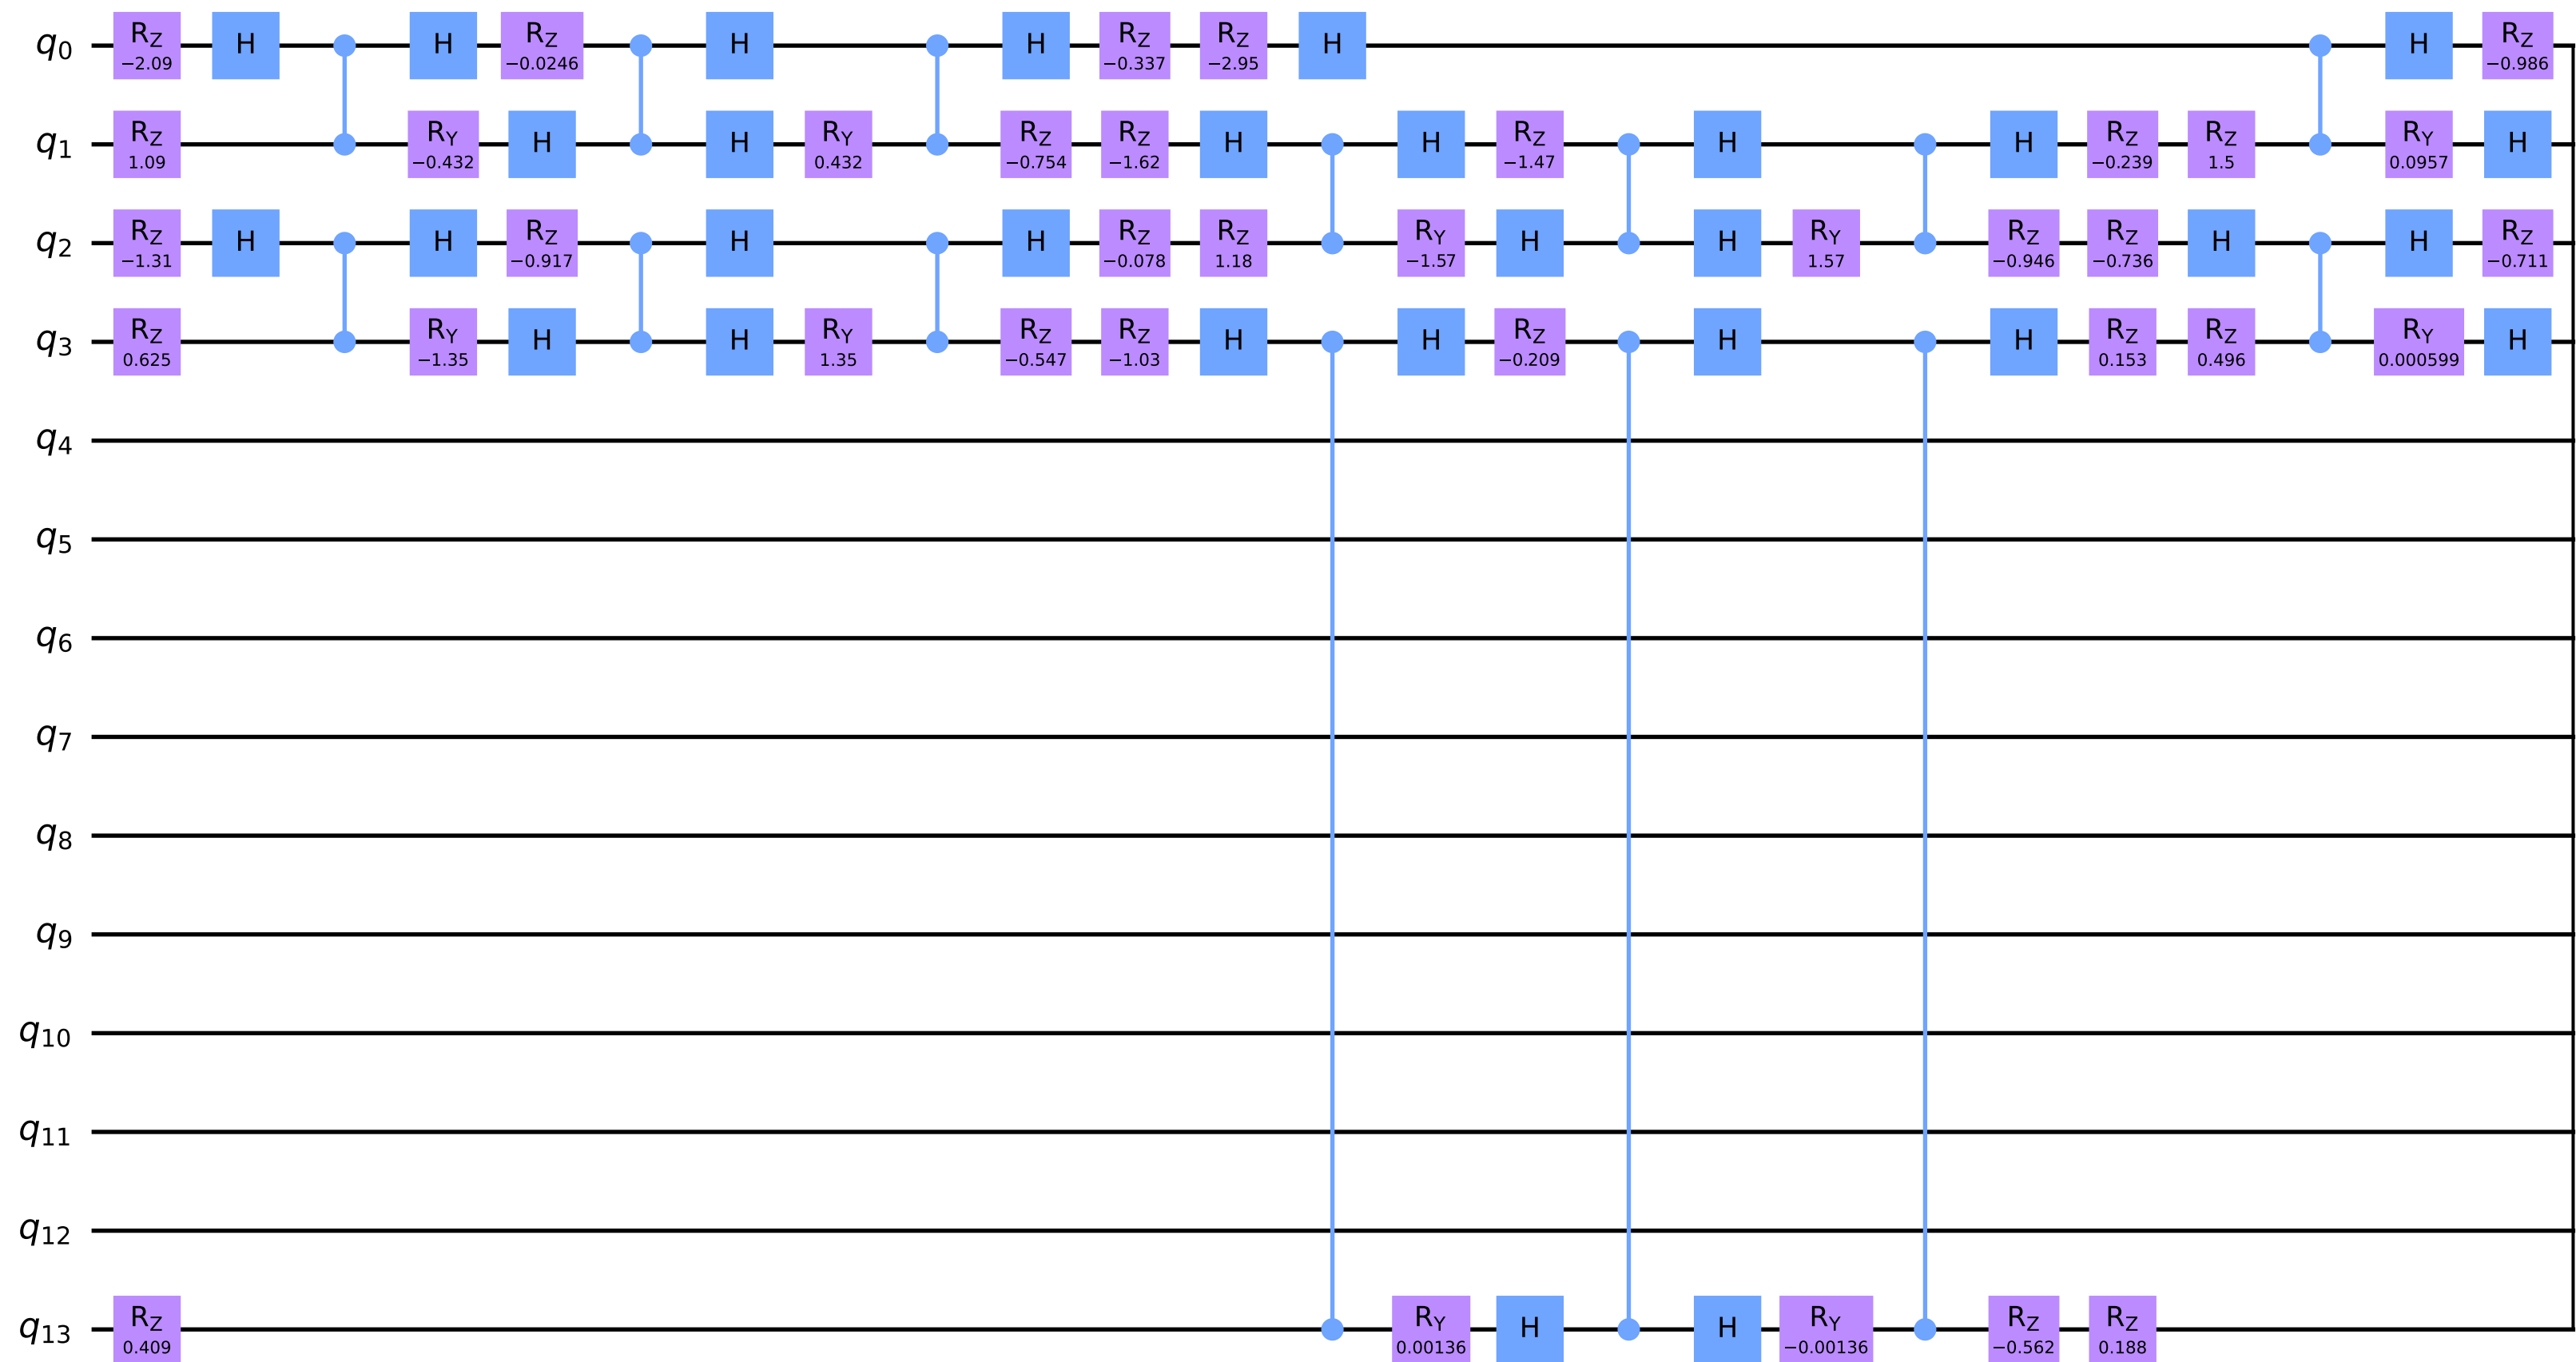 q0 RZ −2.09 H H RZ −0.0246 H H RZ −0.337 RZ −2.95 H H RZ −0.986
q1 RZ 1.09 RY −0.432 H H RY 0.432 RZ −0.754 RZ −1.62 H H RZ −1.47 H H RZ −0.239 RZ 1.5 RY 0.0957 H
q2 RZ −1.31 H H RZ −0.917 H H RZ −0.078 RZ 1.18 RY −1.57 H H RY 1.57 RZ −0.946 RZ −0.736 H H RZ −0.711
q3 RZ 0.625 RY −1.35 H H RY 1.35 RZ −0.547 RZ −1.03 H H RZ −0.209 H H RZ 0.153 RZ 0.496 RY 0.000599 H
q4
q5
q6
q7
q8
q9
q10
q11
q12
q13 RZ 0.409 RY 0.00136 H H RY −0.00136 RZ −0.562 RZ 0.188